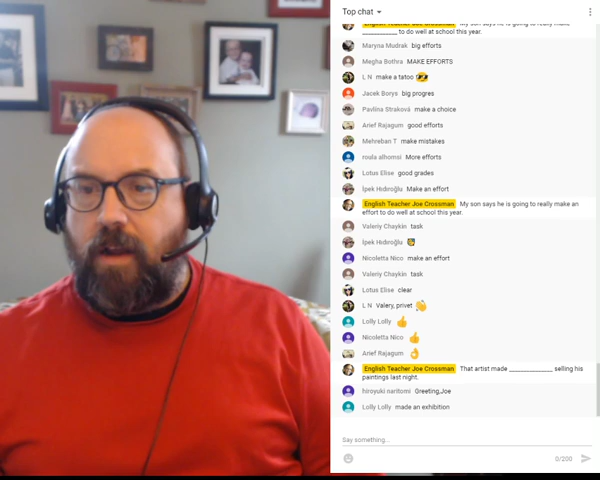 Top chat
English Teacher Joe Crossman My son says he is going to really make
____________ to do well at school this year.
Maryna Mudrak big efforts
Megha Bothra MAKE EFFORTS
L N make a tatoo
Jacek Borys big progres
Pavlína Straková make a choice
Arief Rajagum good efforts
Mehreban T make mistakes
roula alhomsi More efforts
Lotus Elise good grades
İpek Hıdıroğlu Make an effort
English Teacher Joe Crossman My son says he is going to really make an
effort to do well at school this year.
Valeriy Chaykin task
İpek Hıdıroğlu
Nicoletta Nico make an effort
Valeriy Chaykin task
Lotus Elise clear
L N Valery, privet
Lolly Lolly
Nicoletta Nico
Arief Rajagum
English Teacher Joe Crossman That artist made ______________ selling his
paintings last night.
hiroyuki naritomi Greeting,Joe
Lolly Lolly made an exhibition
Say something...
0/200